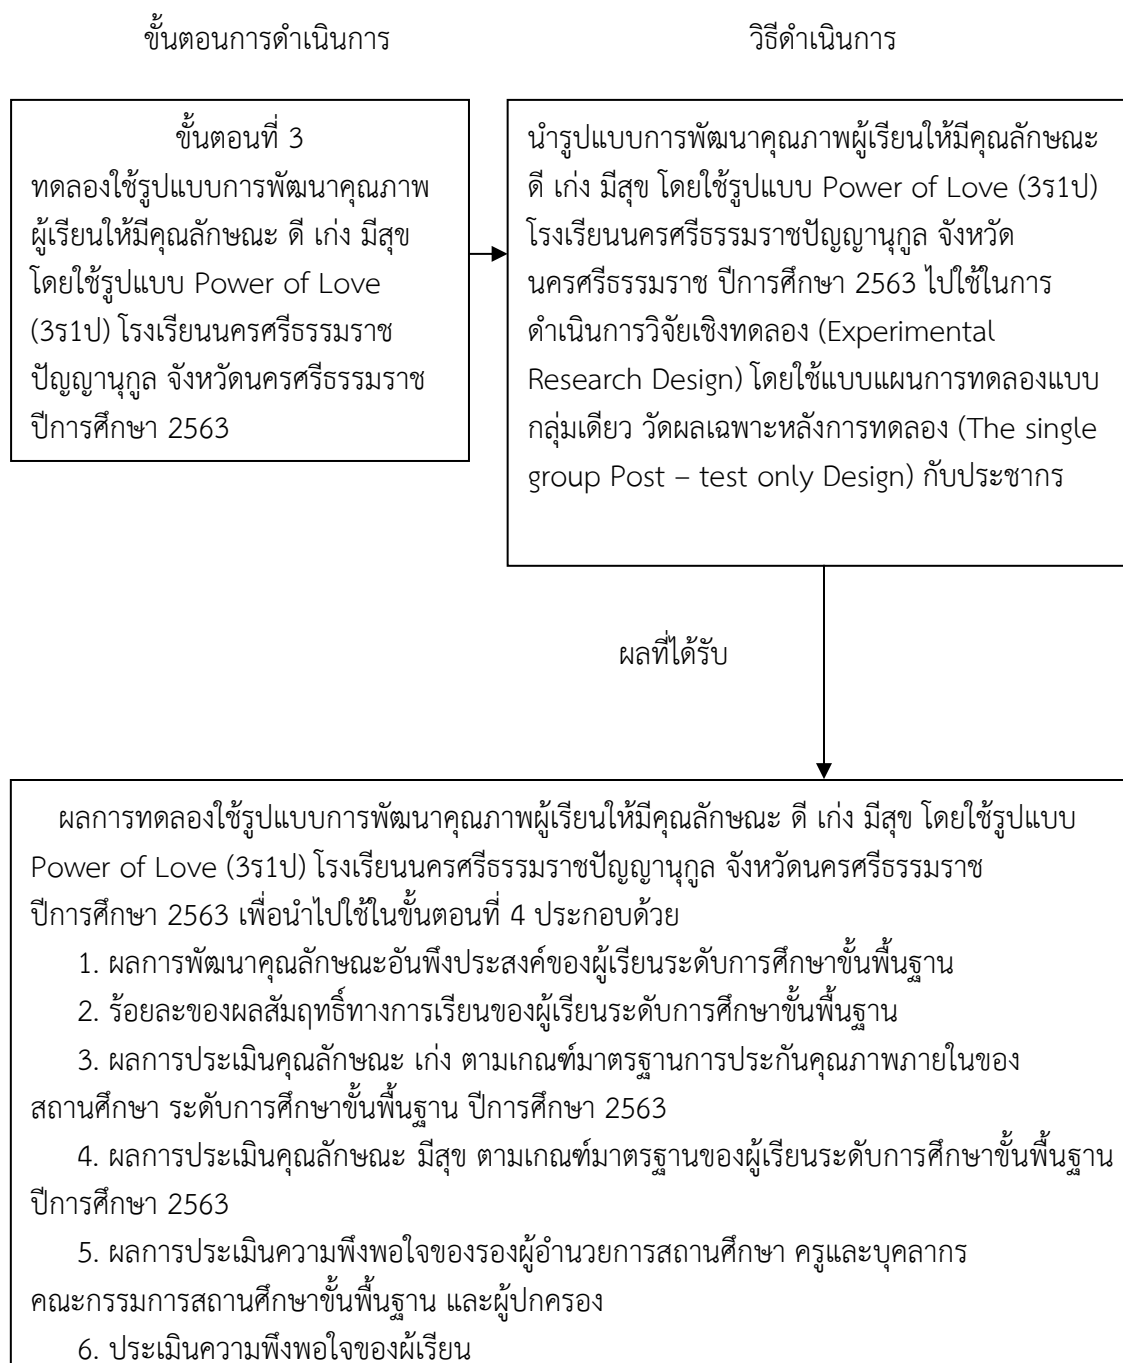 ขั้นตอนการดำเนินการ
วิธีดำเนินการ
ขั้นตอนที่ 3
ทดลองใช้รูปแบบการพัฒนาคุณภาพ
ผู้เรียนให้มีคุณลักษณะ ดี เก่ง มีสุข
โดยใช้รูปแบบ Power of Love
(3ร1ป) โรงเรียนนครศรีธรรมราช
ปัญญานุกูล จังหวัดนครศรีธรรมราช
ปีการศึกษา 2563
นำรูปแบบการพัฒนาคุณภาพผู้เรียนให้มีคุณลักษณะ
ดี เก่ง มีสุข โดยใช้รูปแบบ Power of Love (3ร1ป)
โรงเรียนนครศรีธรรมราชปัญญานุกูล จังหวัด
นครศรีธรรมราช ปีการศึกษา 2563 ไปใช้ในการ
ดำเนินการวิจัยเชิงทดลอง (Experimental
Research Design) โดยใช้แบบแผนการทดลองแบบ
กลุ่มเดียว วัดผลเฉพาะหลังการทดลอง (The single
group Post – test only Design) กับประชากร
ผลที่ได้รับ
ผลการทดลองใช้รูปแบบการพัฒนาคุณภาพผู้เรียนให้มีคุณลักษณะ ดี เก่ง มีสุข โดยใช้รูปแบบ
Power of Love (3ร1ป) โรงเรียนนครศรีธรรมราชปัญญานุกูล จังหวัดนครศรีธรรมราช
ปีการศึกษา 2563 เพื่อนำไปใช้ในขั้นตอนที่ 4 ประกอบด้วย
1. ผลการพัฒนาคุณลักษณะอันพึงประสงค์ของผู้เรียนระดับการศึกษาขั้นพื้นฐาน
2. ร้อยละของผลสัมฤทธิ์ทางการเรียนของผู้เรียนระดับการศึกษาขั้นพื้นฐาน
3. ผลการประเมินคุณลักษณะ เก่ง ตามเกณฑ์มาตรฐานการประกันคุณภาพภายในของ
สถานศึกษา ระดับการศึกษาขั้นพื้นฐาน ปีการศึกษา 2563
4. ผลการประเมินคุณลักษณะ มีสุข ตามเกณฑ์มาตรฐานของผู้เรียนระดับการศึกษาขั้นพื้นฐาน
ปีการศึกษา 2563
5. ผลการประเมินความพึงพอใจของรองผู้อำนวยการสถานศึกษา ครูและบุคลากร
คณะกรรมการสถานศึกษาขั้นพื้นฐาน และผู้ปกครอง
6. ประเมินความพึงพอใจของผู้เรียน